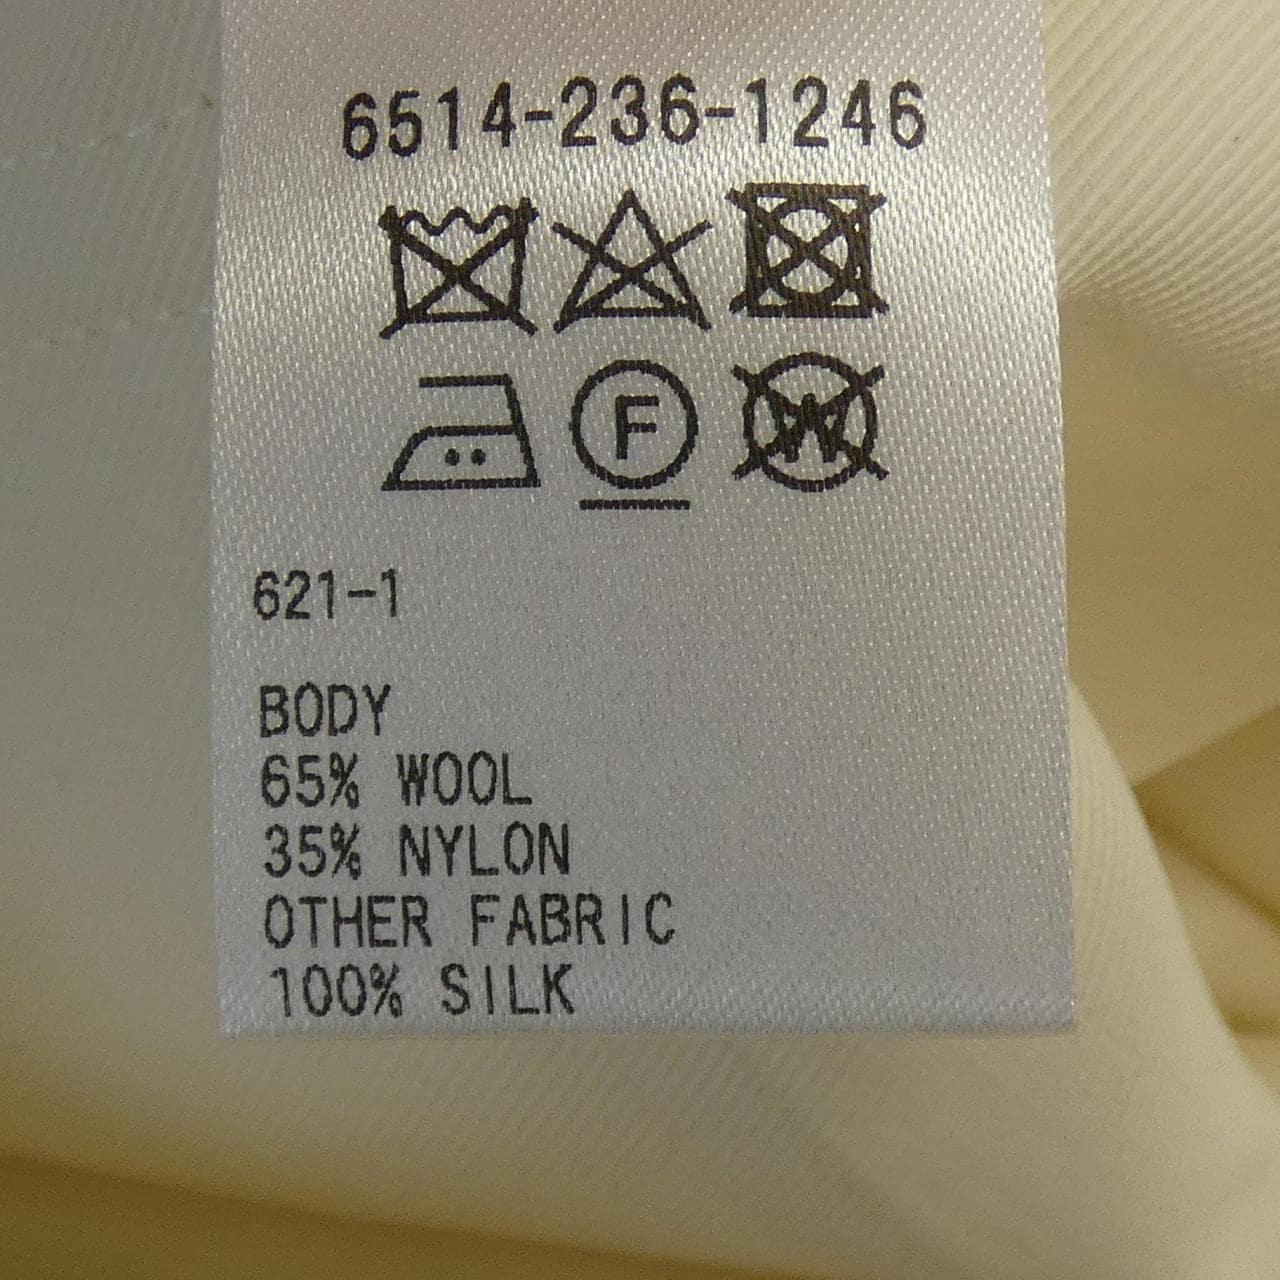 6514-236-1246
F W
621-1
BODY
65% WOOL
35% NYLON
OTHER FABRIC
100% SILK